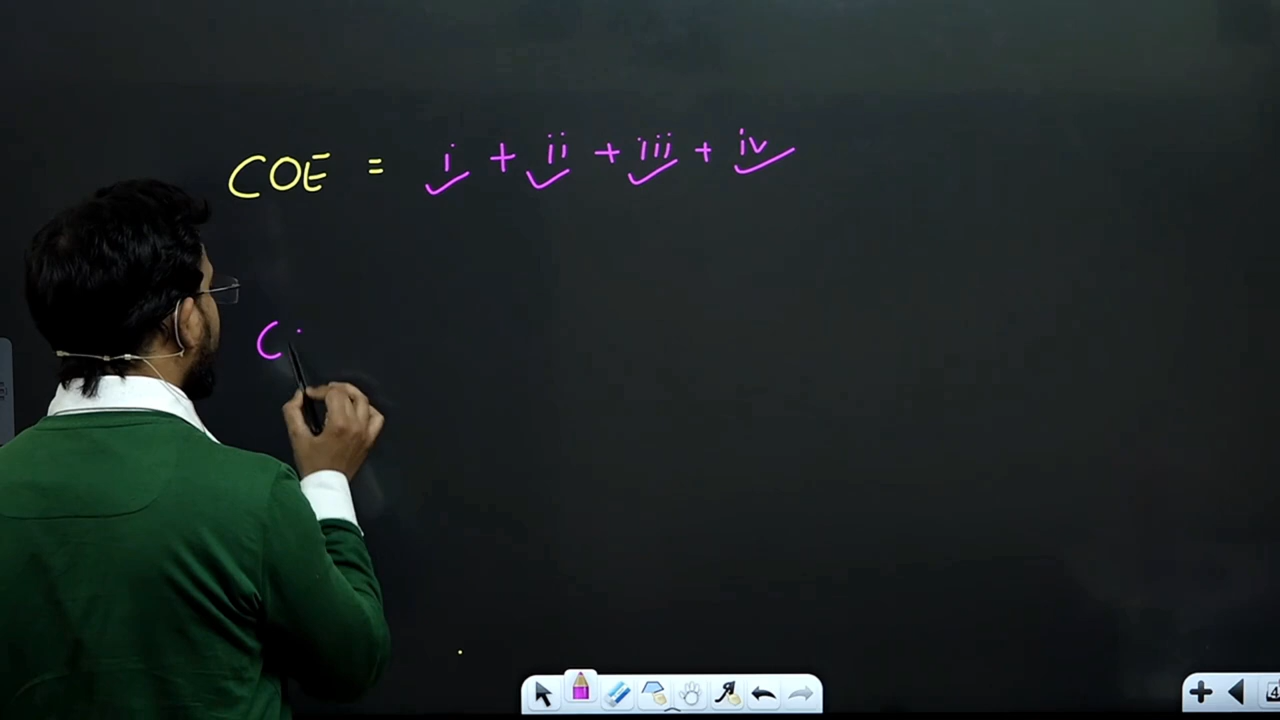 COE = i + ii + iii + iv
(